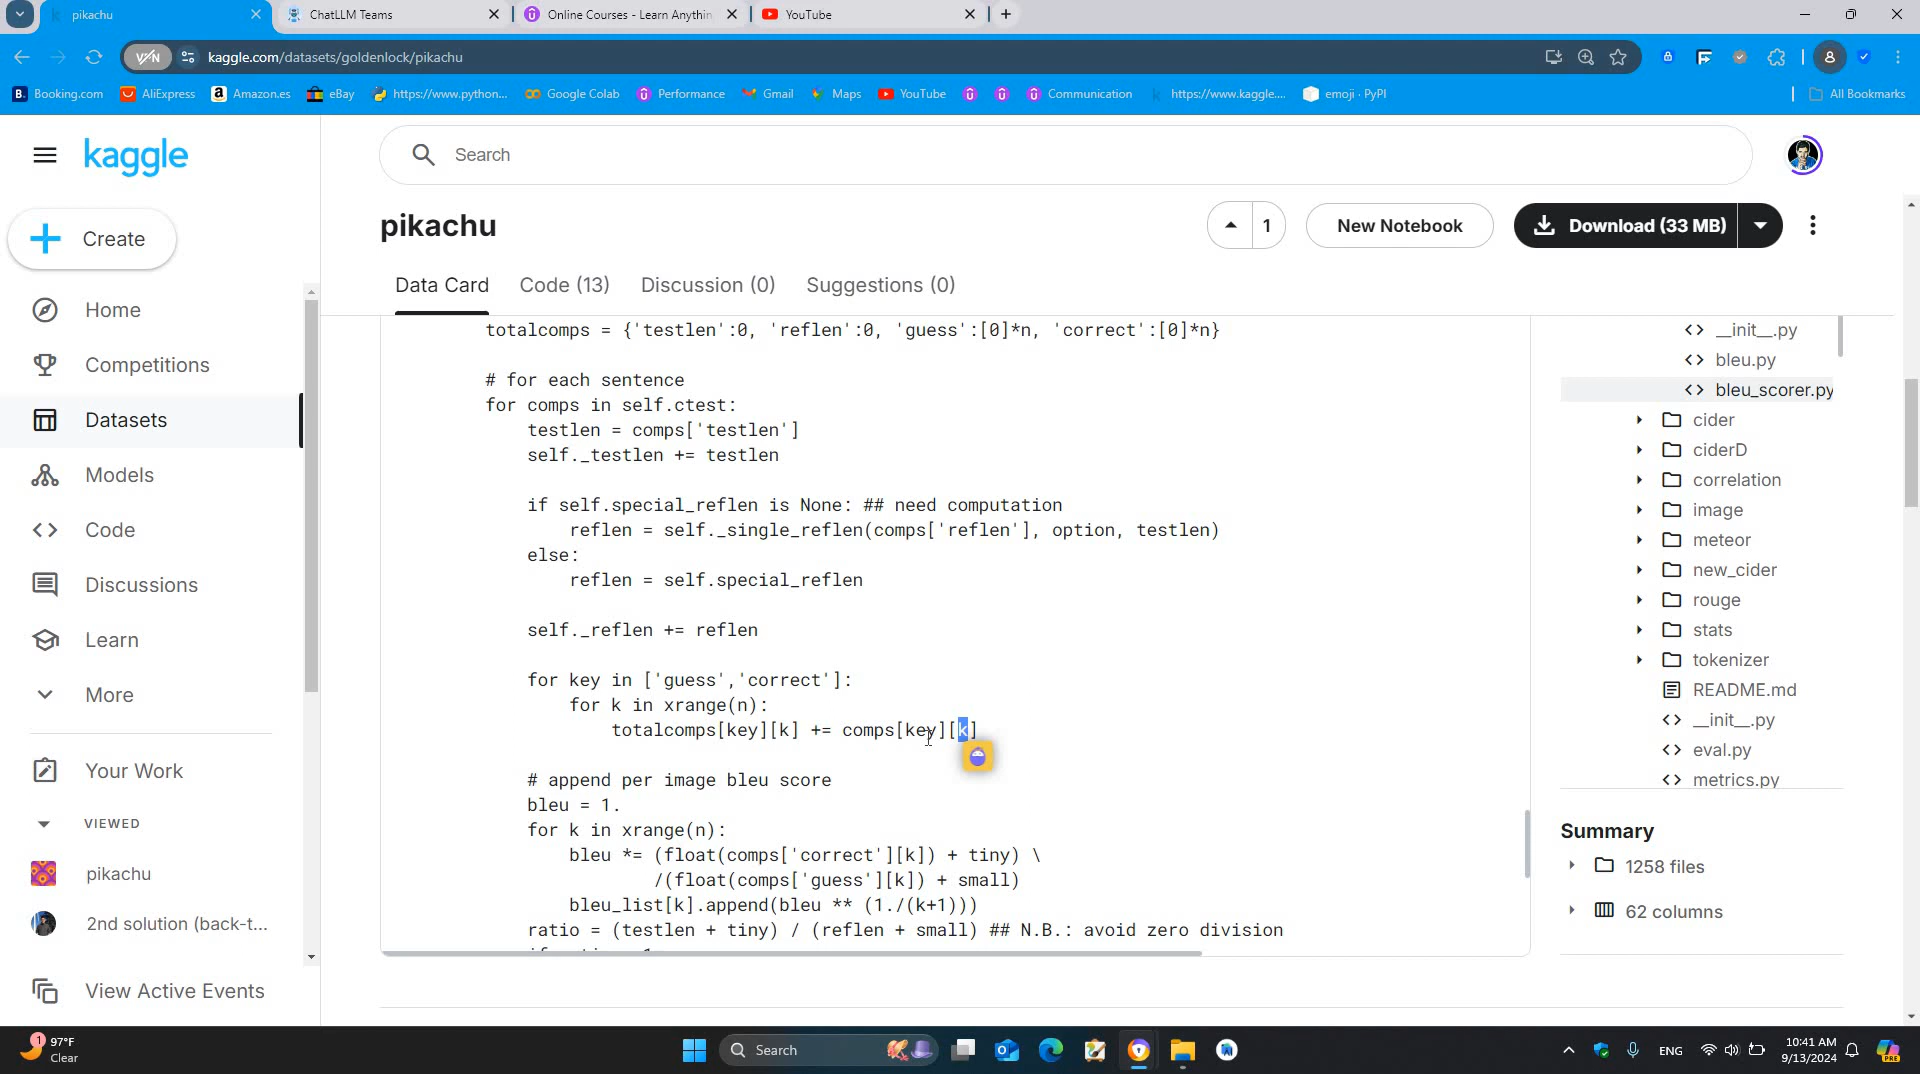 pikachu
ChatLLM Teams
Online Courses - Learn Anythin
YouTube
VPN
kaggle.com/datasets/goldenlock/pikachu
Booking.com
AliExpress
Amazon.es
eBay
https://www.python...
Google Colab
Performance
Gmail
Maps
YouTube
Communication
https://www.kaggle....
emoji · PyPI
All Bookmarks
kaggle
Search
Create
pikachu
1
New Notebook
Download (33 MB)
Data Card
Code (13)
Discussion (0)
Suggestions (0)
Home
Competitions
Datasets
Models
Code
Discussions
Learn
More
Your Work
VIEWED
pikachu
2nd solution (back-t...
View Active Events
totalcomps = {'testlen':0, 'reflen':0, 'guess':[0]*n, 'correct':[0]*n}
# for each sentence
for comps in self.ctest:
testlen = comps['testlen']
self._testlen += testlen
if self.special_reflen is None: ## need computation
reflen = self._single_reflen(comps['reflen'], option, testlen)
else:
reflen = self.special_reflen
self._reflen += reflen
for key in ['guess','correct']:
for k in xrange(n):
totalcomps[key][k] += comps[key][k]
# append per image bleu score
bleu = 1.
for k in xrange(n):
bleu *= (float(comps['correct'][k]) + tiny) \
/(float(comps['guess'][k]) + small)
bleu_list[k].append(bleu ** (1./(k+1)))
ratio = (testlen + tiny) / (reflen + small) ## N.B.: avoid zero division
<> __init__.py
<> bleu.py
<> bleu_scorer.py
cider
ciderD
correlation
image
meteor
new_cider
rouge
stats
tokenizer
README.md
<> __init__.py
<> eval.py
<> metrics.py
Summary
1258 files
62 columns
1
97°F
Clear
Search
ENG
10:41 AM
9/13/2024
PRE